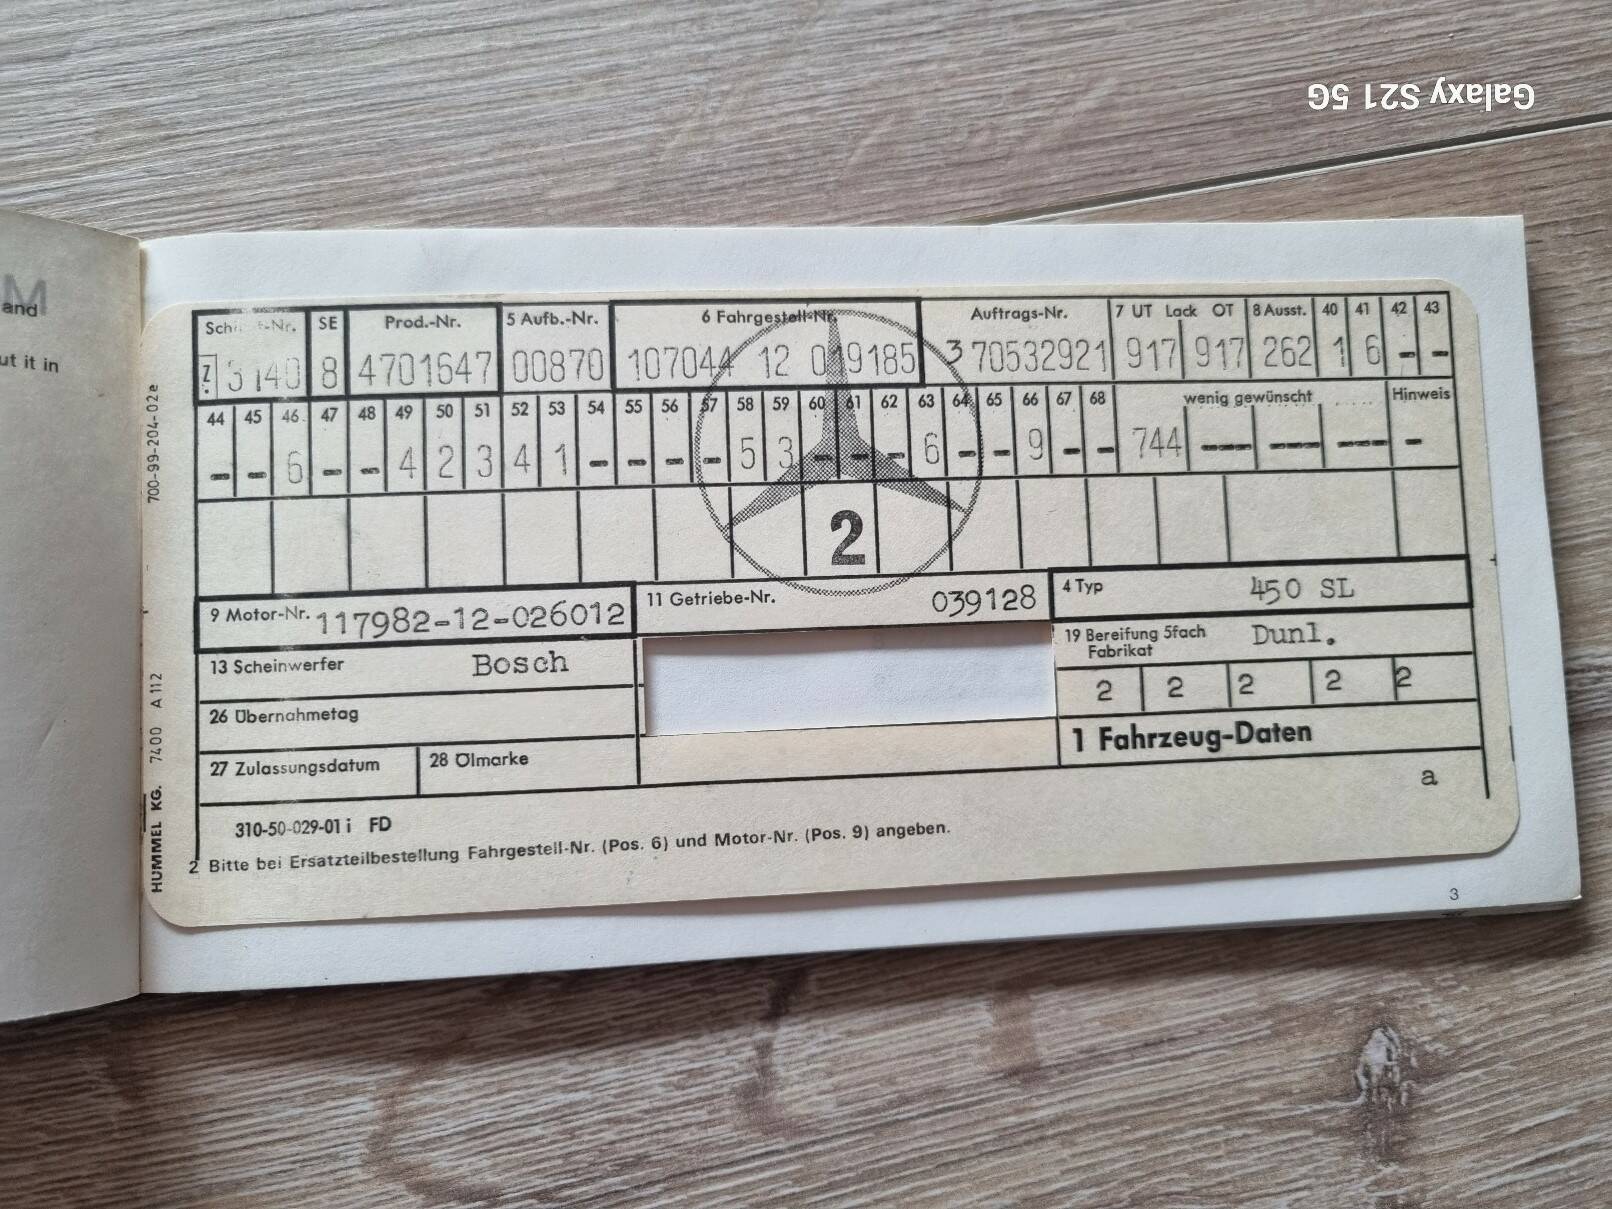 Galaxy S21 5G
M
and
ut it in
Nr. SE Prod.-Nr. 5 Aufb.-Nr. 6 Fahrgestell-Nr. Auftrags-Nr. 7 UT Lack OT 8 Ausst. 40 41 42 43
8 4701647 00870 107044 12 019185 3 70532921 917 917 262 1 6 - -
44 45 46 47 48 49 50 51 52 53 54 55 56 57 58 59 60 61 62 63 64 65 66 67 68 wenig gewünscht Hinweis
- - 6 - - 4 2 3 4 1 - - - - 5 3 - - - 6 - - 9 - - 744 --- --- --- -
2
9 Motor-Nr. 117982-12-026012 11 Getriebe-Nr. 039128 4 Typ 450 SL
13 Scheinwerfer Bosch 19 Bereifung 5fach Dunl.
Fabrikat
26 Übernahmetag 2 2 2 2 2
27 Zulassungsdatum 28 Ölmarke 1 Fahrzeug-Daten
a
310-50-029-01 i FD
2 Bitte bei Ersatzteilbestellung Fahrgestell-Nr. (Pos. 6) und Motor-Nr. (Pos. 9) angeben.
HUMMEL KG. 7400 A 112 700-99-204-02 e
3